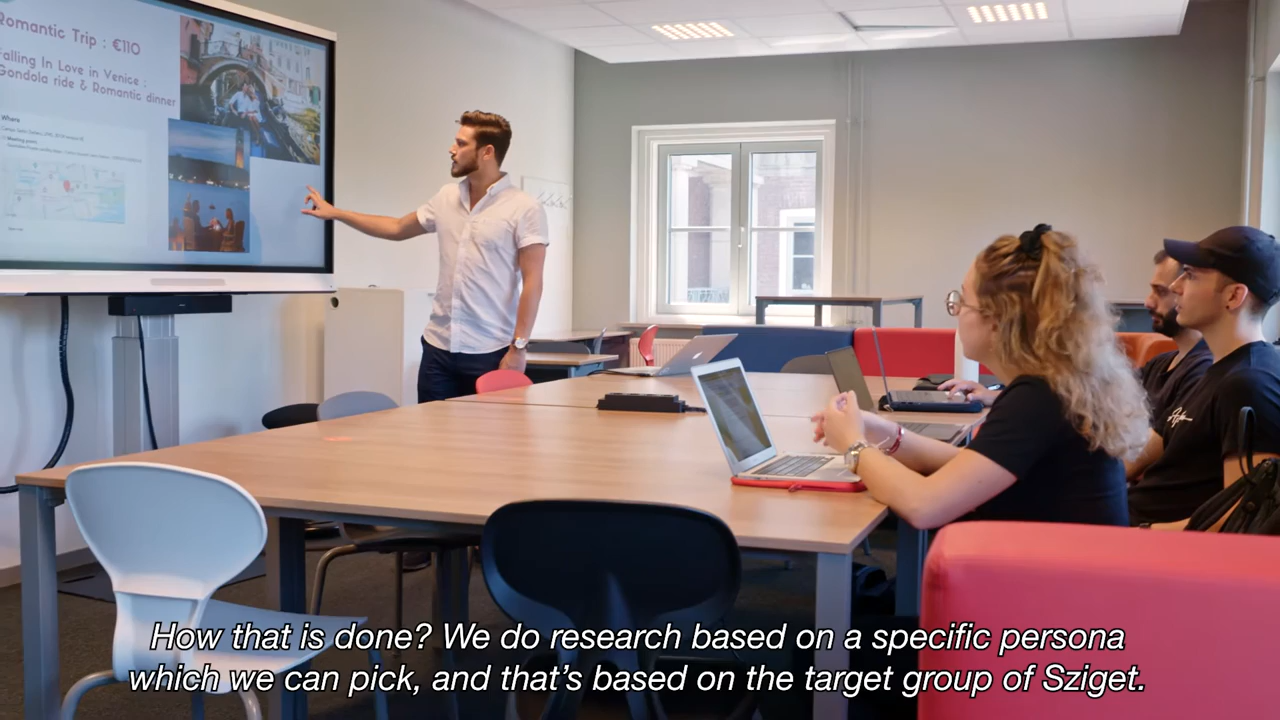 Romantic Trip : €110
Falling In Love in Venice :
Gondola ride & Romantic dinner
Where
How that is done? We do research based on a specific persona
which we can pick, and that's based on the target group of Sziget.